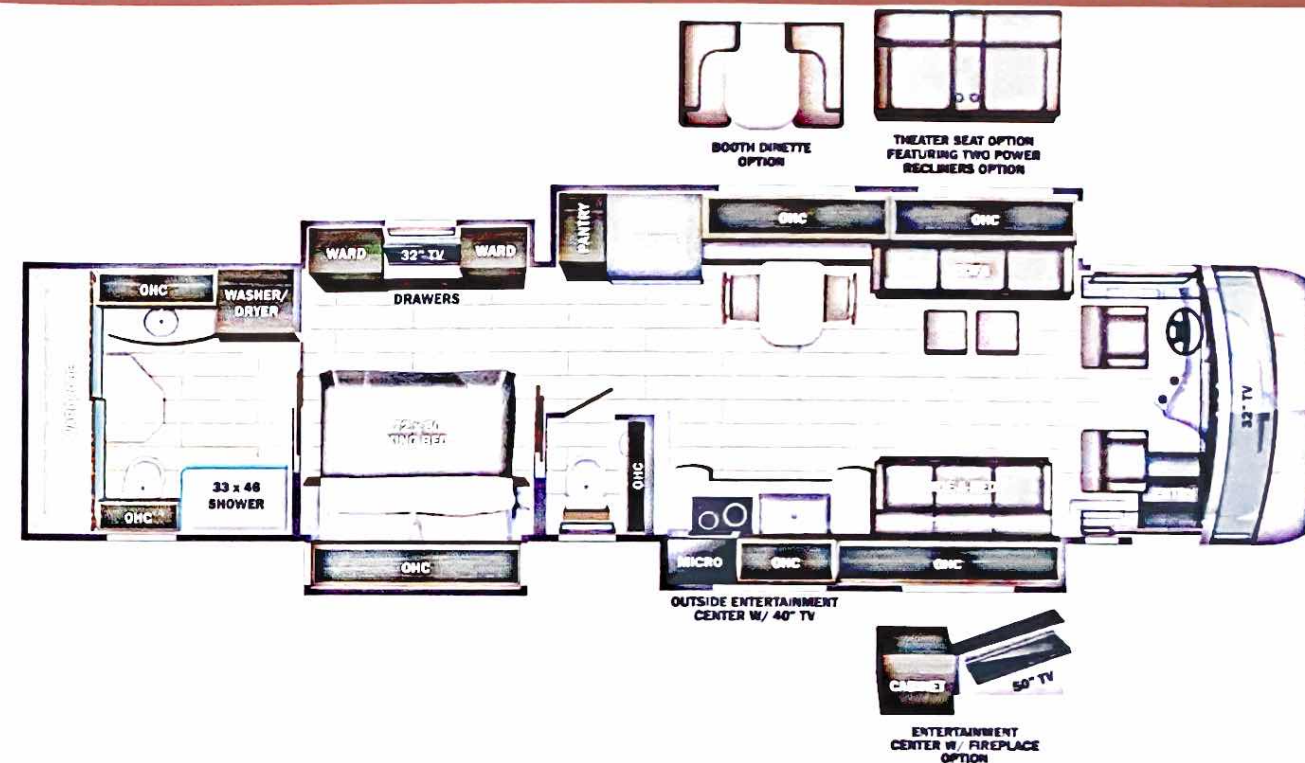 BOOTH DINETTE
OPTION
THEATER SEAT OPTION
FEATURING TWO POWER
RECLINERS OPTION
PANTRY
OHC
OHC
WARD
32" TV
WARD
DRAWERS
OHC
WASHER/
DRYER
KING BED
33 x 46
SHOWER
OHC
OHC
OHC
32" TV
MICRO
OHC
OHC
OUTSIDE ENTERTAINMENT
CENTER W/ 40" TV
CABINET
50" TV
ENTERTAINMENT
CENTER W/ FIREPLACE
OPTION